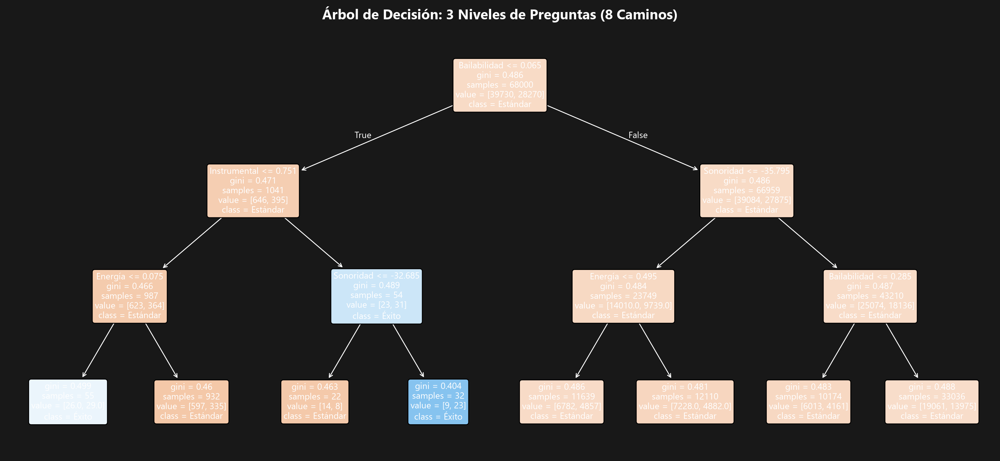 Árbol de Decisión: 3 Niveles de Preguntas (8 Caminos)
Bailabilidad <= 0.065
gini = 0.486
samples = 68000
value = [39730, 28270]
class = Estándar
True
False
Instrumental <= 0.751
gini = 0.471
samples = 1041
value = [646, 395]
class = Estándar
Sonoridad <= -35.795
gini = 0.486
samples = 66959
value = [39084, 27875]
class = Estándar
Energía <= 0.075
gini = 0.466
samples = 987
value = [623, 364]
class = Estándar
Sonoridad <= -32.685
gini = 0.489
samples = 54
value = [23, 31]
class = Éxito
Energía <= 0.495
gini = 0.484
samples = 23749
value = [14010.0, 9739.0]
class = Estándar
Bailabilidad <= 0.285
gini = 0.487
samples = 43210
value = [25074, 18136]
class = Estándar
gini = 0.499
samples = 55
value = [26.0, 29.0]
class = Éxito
gini = 0.46
samples = 932
value = [597, 335]
class = Estándar
gini = 0.463
samples = 22
value = [14, 8]
class = Estándar
gini = 0.404
samples = 32
value = [9, 23]
class = Éxito
gini = 0.486
samples = 11639
value = [6782, 4857]
class = Estándar
gini = 0.481
samples = 12110
value = [7228.0, 4882.0]
class = Estándar
gini = 0.483
samples = 10174
value = [6013, 4161]
class = Estándar
gini = 0.488
samples = 33036
value = [19061, 13975]
class = Estándar